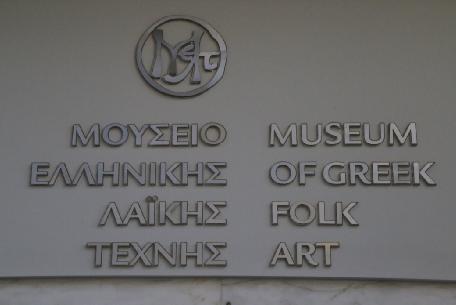 ΜΟΥΣΕΙΟ MUSEUM
ΕΛΛΗΝΙΚΗΣ OF GREEK
ΛΑΪΚΗΣ FOLK
ΤΕΧΝΗΣ ART